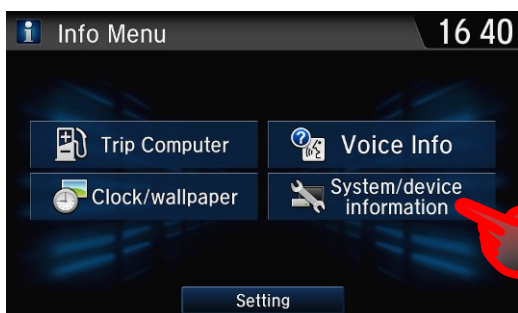 Info Menu
16 40
Trip Computer
Voice Info
Clock/wallpaper
System/device
information
Setting